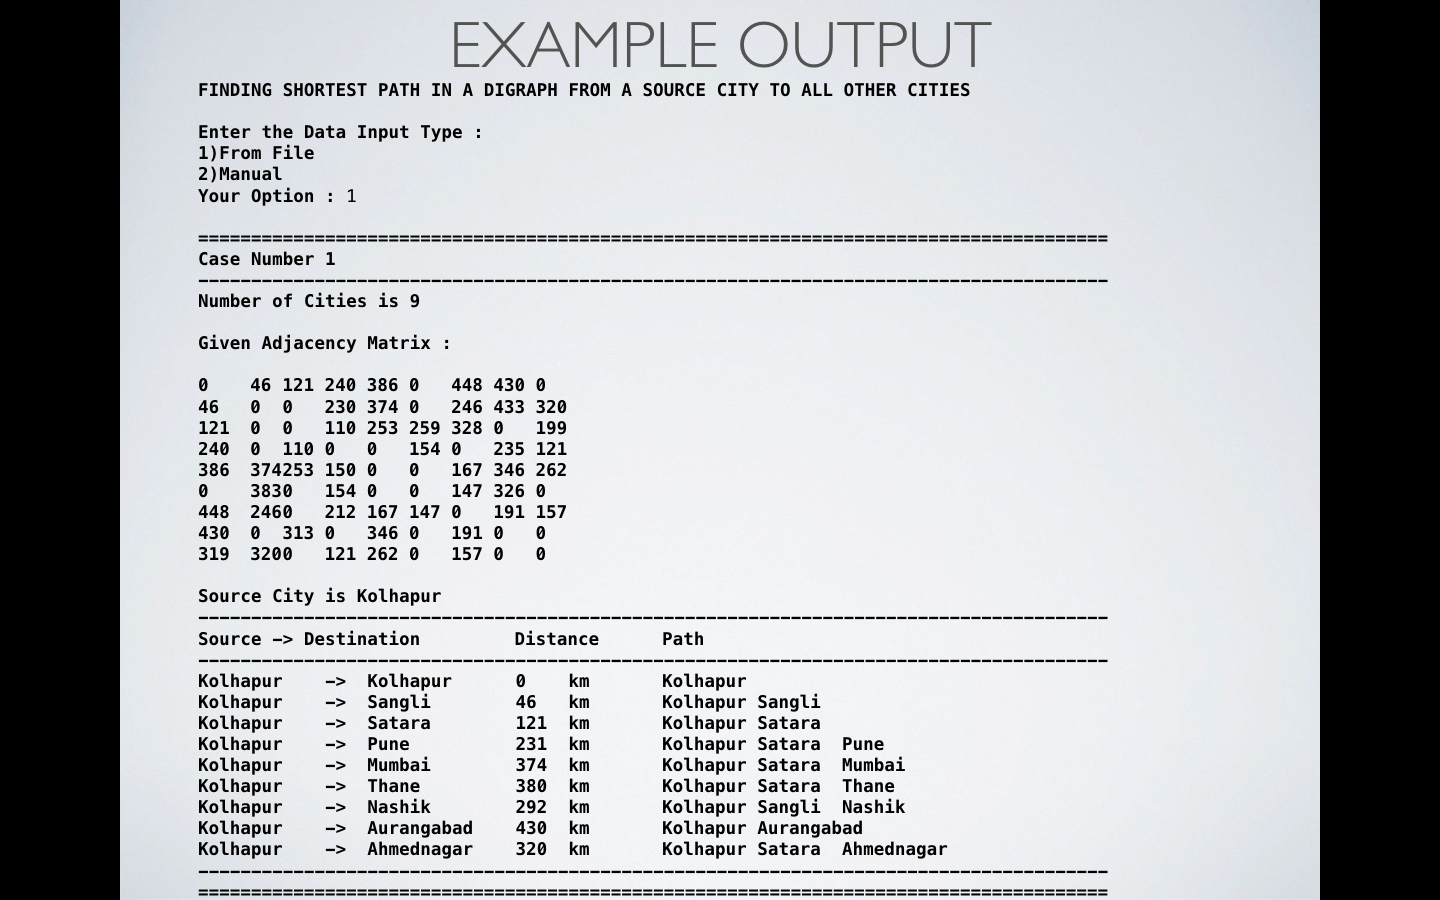 EXAMPLE OUTPUT
FINDING SHORTEST PATH IN A DIGRAPH FROM A SOURCE CITY TO ALL OTHER CITIES
Enter the Data Input Type :
1)From File
2)Manual
Your Option : 1
======================================================================================
Case Number 1
--------------------------------------------------------------------------------------
Number of Cities is 9
Given Adjacency Matrix :
0    46 121 240 386 0   448 430 0
46   0  0   230 374 0   246 433 320
121  0  0   110 253 259 328 0   199
240  0  110 0   0   154 0   235 121
386  374253 150 0   0   167 346 262
0    3830   154 0   0   147 326 0
448  2460   212 167 147 0   191 157
430  0  313 0   346 0   191 0   0
319  3200   121 262 0   157 0   0
Source City is Kolhapur
--------------------------------------------------------------------------------------
Source -> Destination         Distance      Path
--------------------------------------------------------------------------------------
Kolhapur    ->  Kolhapur      0    km       Kolhapur
Kolhapur    ->  Sangli        46   km       Kolhapur Sangli
Kolhapur    ->  Satara        121  km       Kolhapur Satara
Kolhapur    ->  Pune          231  km       Kolhapur Satara  Pune
Kolhapur    ->  Mumbai        374  km       Kolhapur Satara  Mumbai
Kolhapur    ->  Thane         380  km       Kolhapur Satara  Thane
Kolhapur    ->  Nashik        292  km       Kolhapur Sangli  Nashik
Kolhapur    ->  Aurangabad    430  km       Kolhapur Aurangabad
Kolhapur    ->  Ahmednagar    320  km       Kolhapur Satara  Ahmednagar
--------------------------------------------------------------------------------------
======================================================================================